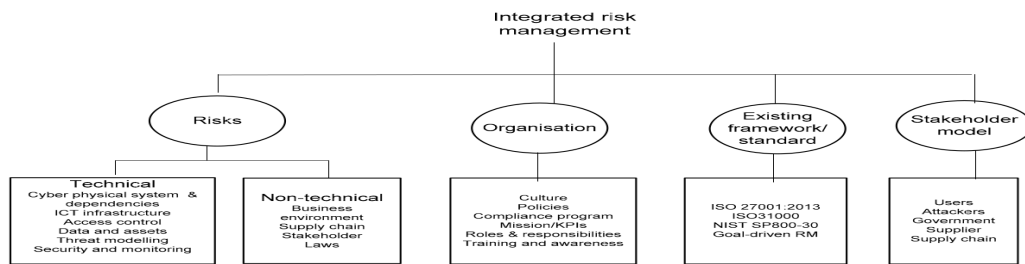 Integrated risk
management
Risks
Organisation
Existing
framework/
standard
Stakeholder
model
Technical
Cyber physical system &
dependencies
ICT infrastructure
Access control
Data and assets
Threat modelling
Security and monitoring
Non-technical
Business
environment
Supply chain
Stakeholder
Laws
Culture
Policies
Compliance program
Mission/KPIs
Roles & responsibilities
Training and awareness
ISO 27001:2013
ISO31000
NIST SP800-30
Goal-driven RM
Users
Attackers
Government
Supplier
Supply chain